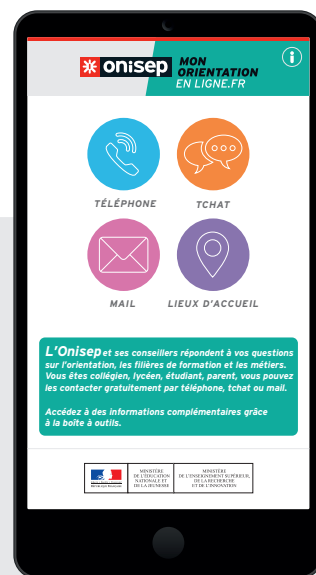 onisep MON
ORIENTATION
EN LIGNE.FR
i
TÉLÉPHONE
TCHAT
MAIL
LIEUX D'ACCUEIL
L'Onisep et ses conseillers répondent à vos questions
sur l'orientation, les filières de formation et les métiers.
Vous êtes collégien, lycéen, étudiant, parent, vous pouvez
les contacter gratuitement par téléphone, tchat ou mail.
Accédez à des informations complémentaires grâce
à la boîte à outils.
MINISTÈRE
DE L'ÉDUCATION
NATIONALE ET
DE LA JEUNESSE
MINISTÈRE
DE L'ENSEIGNEMENT SUPÉRIEUR,
DE LA RECHERCHE
ET DE L'INNOVATION